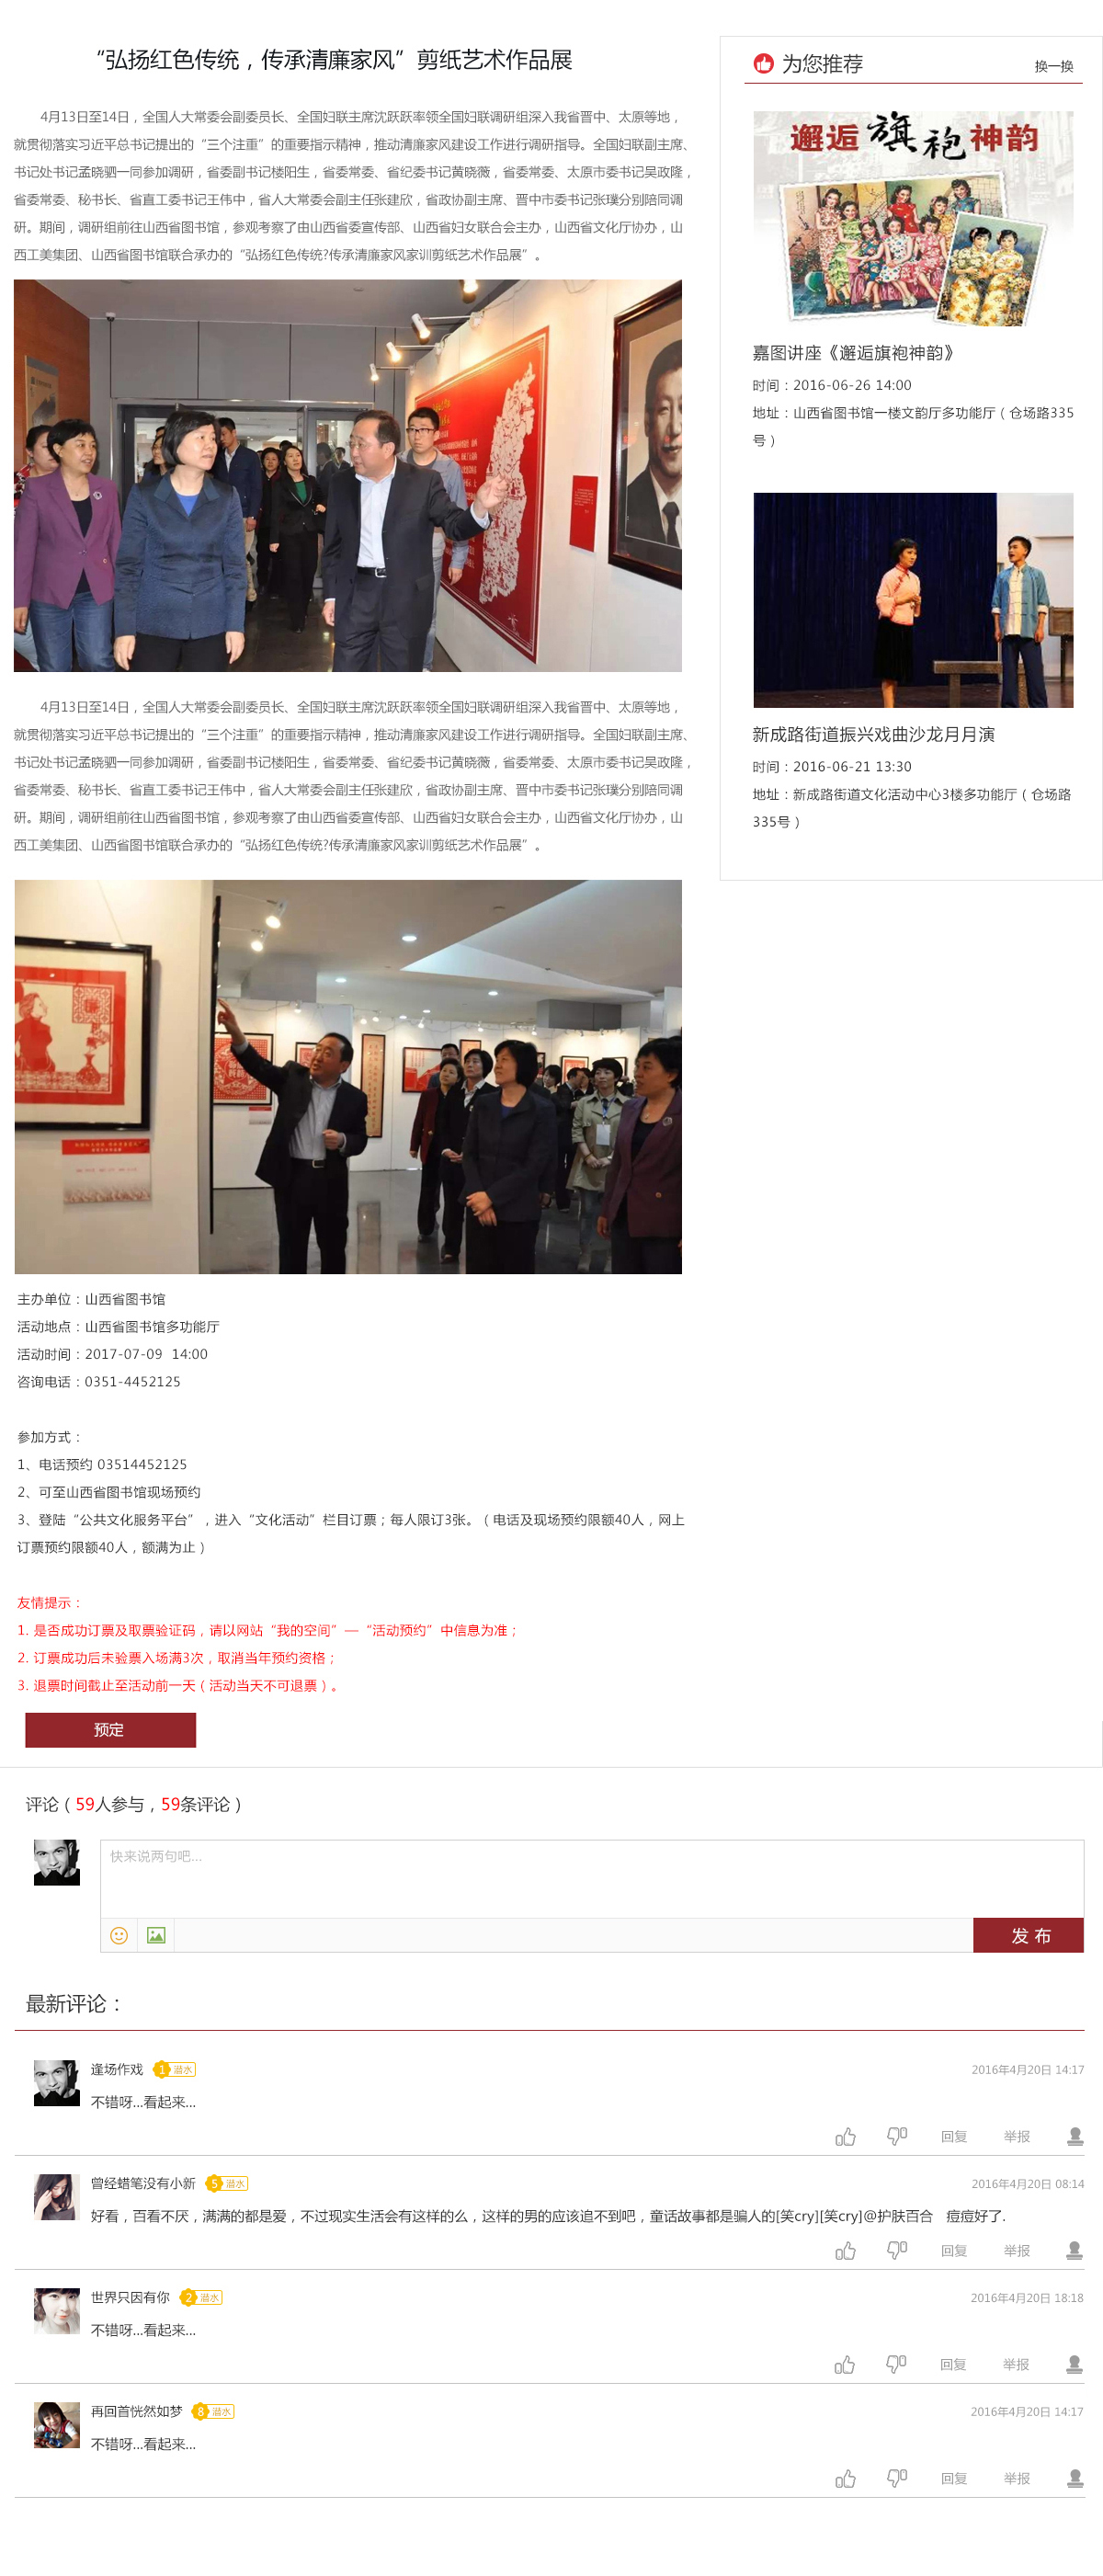 “弘扬红色传统，传承清廉家风”剪纸艺术作品展
4月13日至14日，全国人大常委会副委员长、全国妇联主席沈跃跃率领全国妇联调研组深入我省晋中、太原等地，
就贯彻落实习近平总书记提出的“三个注重”的重要指示精神，推动清廉家风建设工作进行调研指导。全国妇联副主席、
书记处书记孟晓驷一同参加调研，省委副书记楼阳生，省委常委、省纪委书记黄晓薇，省委常委、太原市委书记吴政隆，
省委常委、秘书长、省直工委书记王伟中，省人大常委会副主任张建欣，省政协副主席、晋中市委书记张璞分别陪同调
研。期间，调研组前往山西省图书馆，参观考察了由山西省委宣传部、山西省妇女联合会主办，山西省文化厅协办，山
西工美集团、山西省图书馆联合承办的“弘扬红色传统?传承清廉家风家训剪纸艺术作品展”。
4月13日至14日，全国人大常委会副委员长、全国妇联主席沈跃跃率领全国妇联调研组深入我省晋中、太原等地，
就贯彻落实习近平总书记提出的“三个注重”的重要指示精神，推动清廉家风建设工作进行调研指导。全国妇联副主席、
书记处书记孟晓驷一同参加调研，省委副书记楼阳生，省委常委、省纪委书记黄晓薇，省委常委、太原市委书记吴政隆，
省委常委、秘书长、省直工委书记王伟中，省人大常委会副主任张建欣，省政协副主席、晋中市委书记张璞分别陪同调
研。期间，调研组前往山西省图书馆，参观考察了由山西省委宣传部、山西省妇女联合会主办，山西省文化厅协办，山
西工美集团、山西省图书馆联合承办的“弘扬红色传统?传承清廉家风家训剪纸艺术作品展”。
主办单位：山西省图书馆
活动地点：山西省图书馆多功能厅
活动时间：2017-07-09 14:00
咨询电话：0351-4452125
参加方式：
1、电话预约 03514452125
2、可至山西省图书馆现场预约
3、登陆“公共文化服务平台”，进入“文化活动”栏目订票；每人限订3张。（电话及现场预约限额40人，网上
订票预约限额40人，额满为止）
友情提示：
1. 是否成功订票及取票验证码，请以网站“我的空间”—“活动预约”中信息为准；
2. 订票成功后未验票入场满3次，取消当年预约资格；
3. 退票时间截止至活动前一天（活动当天不可退票）。
预定
为您推荐 换一换
邂逅旗袍神韵
嘉图讲座《邂逅旗袍神韵》
时间：2016-06-26 14:00
地址：山西省图书馆一楼文韵厅多功能厅（仓场路335
号）
新成路街道振兴戏曲沙龙月月演
时间：2016-06-21 13:30
地址：新成路街道文化活动中心3楼多功能厅（仓场路
335号）
评论（59人参与，59条评论）
快来说两句吧...
发 布
最新评论：
逢场作戏 1 潜水 2016年4月20日 14:17
不错呀...看起来...
回复 举报
曾经蜡笔没有小新 5 潜水 2016年4月20日 08:14
好看，百看不厌，满满的都是爱，不过现实生活会有这样的么，这样的男的应该追不到吧，童话故事都是骗人的[笑cry][笑cry]@护肤百合 痘痘好了.
回复 举报
世界只因有你 2 潜水 2016年4月20日 18:18
不错呀...看起来...
回复 举报
再回首恍然如梦 8 潜水 2016年4月20日 14:17
不错呀...看起来...
回复 举报